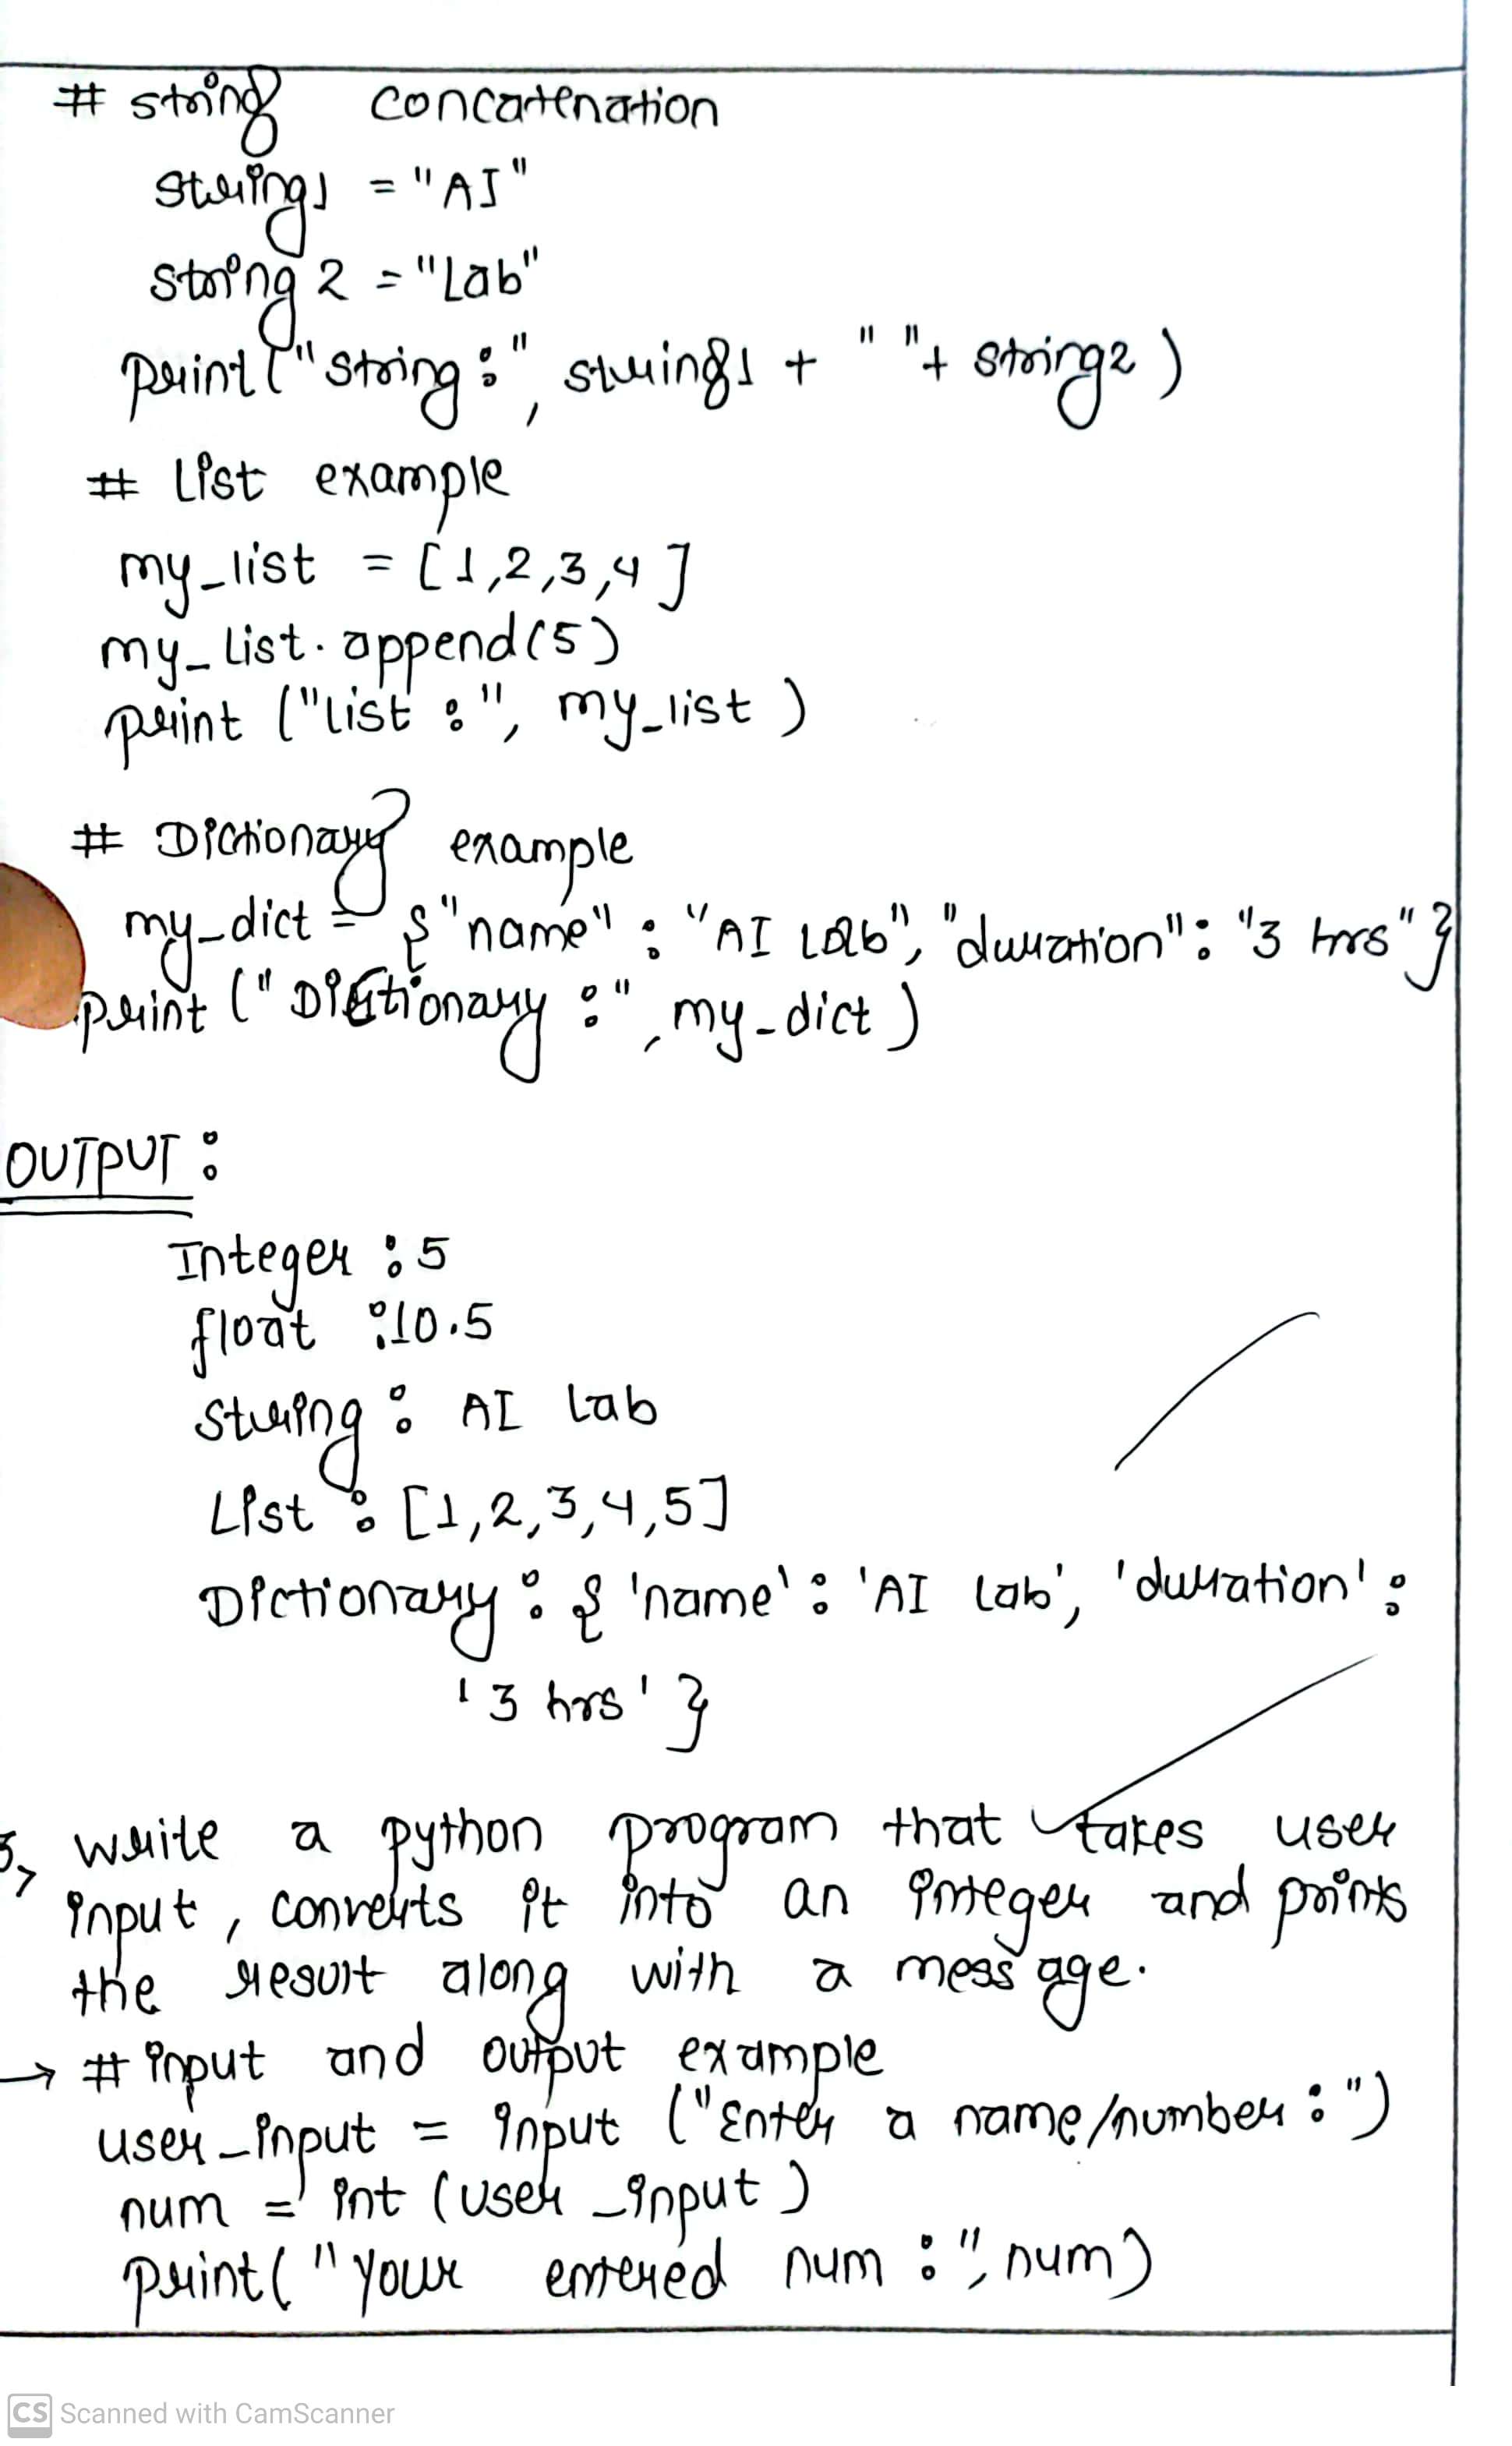 # string concatenation
string1 = "AI"
string 2 = "Lab"
print("string:", string1 + " " + string2)
# List example
my_list = [1,2,3,4]
my_list.append(5)
print ("list :", my_list)
# Dictionary example
my_dict = {"name" : "AI Lab", "duration": "3 hrs"}
print ("Dictionary :", my_dict)
OUTPUT :
Integer : 5
float :10.5
string : AI Lab
List : [1,2,3,4,5]
Dictionary : { 'name' : 'AI Lab', 'duration' :
'3 hrs' }
3, write a python program that takes user
input, converts it into an integer and prints
the result along with a message.
→ # input and output example
user_input = input ("Enter a name/number :")
num = int (user_input)
print("your entered num :", num)
CS Scanned with CamScanner